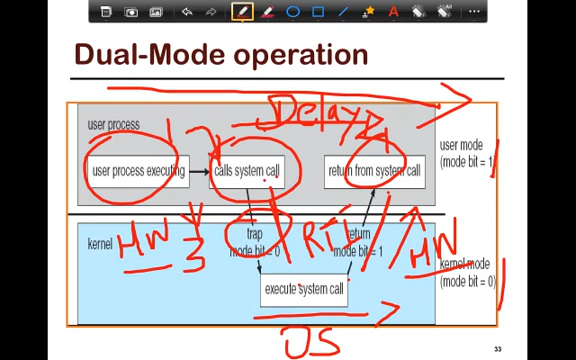 Dual-Mode operation
Delay
user process
user process executing
calls system call
return from system call
user mode
(mode bit = 1)
kernel
HW
trap
mode bit = 0
return
mode bit = 1
HW
kernel mode
(mode bit = 0)
execute system call
OS
33